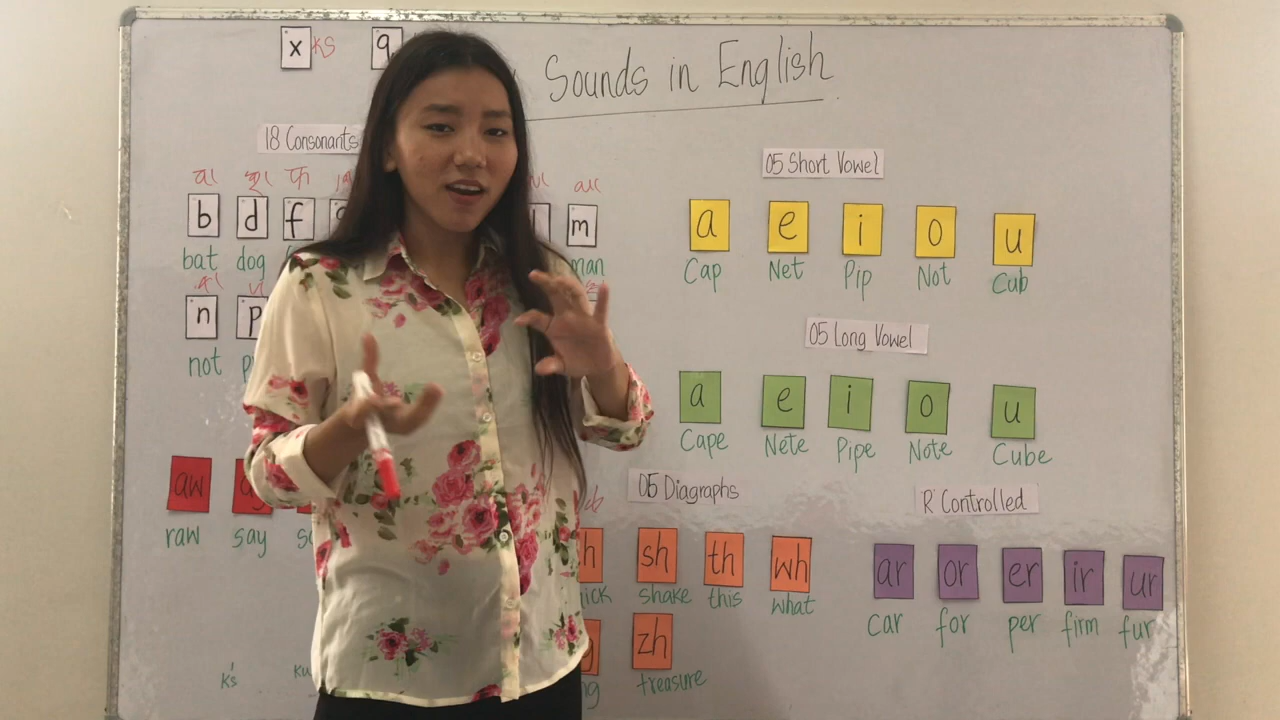 x ks q
Sounds in English
18 Consonants
05 Short Vowel
b d f m
bat dog man
a e i o u
Cap Net Pip Not Cub
n p
not
05 Long Vowel
a e i o u
Cape Nete Pipe Note Cube
05 Diagraphs
R Controlled
aw
raw say
sh th wh
shake this what
ar or er ir ur
car for per firm fur
zh
treasure
k's